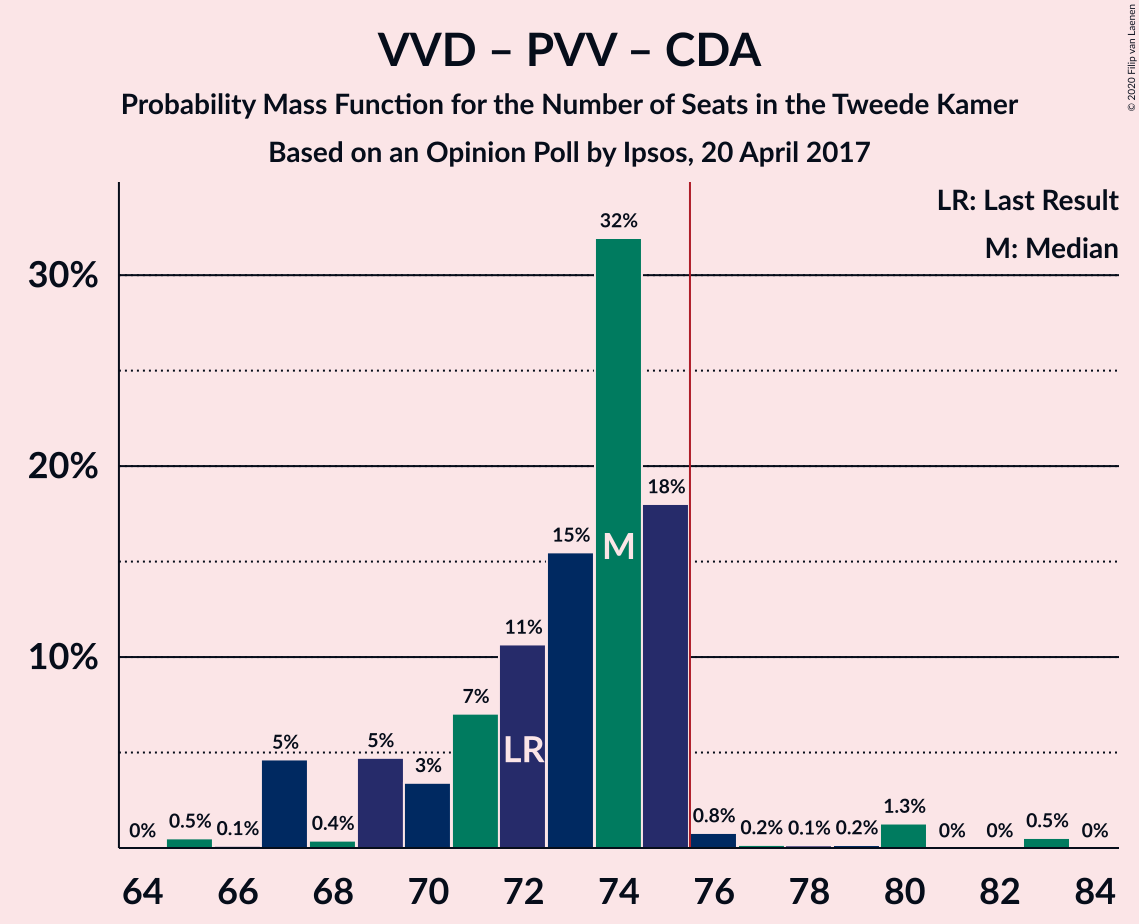 VVD – PVV – CDA
Probability Mass Function for the Number of Seats in the Tweede Kamer
Based on an Opinion Poll by Ipsos, 20 April 2017
© 2020 Filip van Laenen
LR: Last Result
M: Median
30%
20%
10%
0%
0.5%
0.1%
5%
0.4%
5%
3%
7%
11%
15%
32%
18%
0.8%
0.2%
0.1%
0.2%
1.3%
0%
0%
0.5%
0%
LR
M
64 66 68 70 72 74 76 78 80 82 84